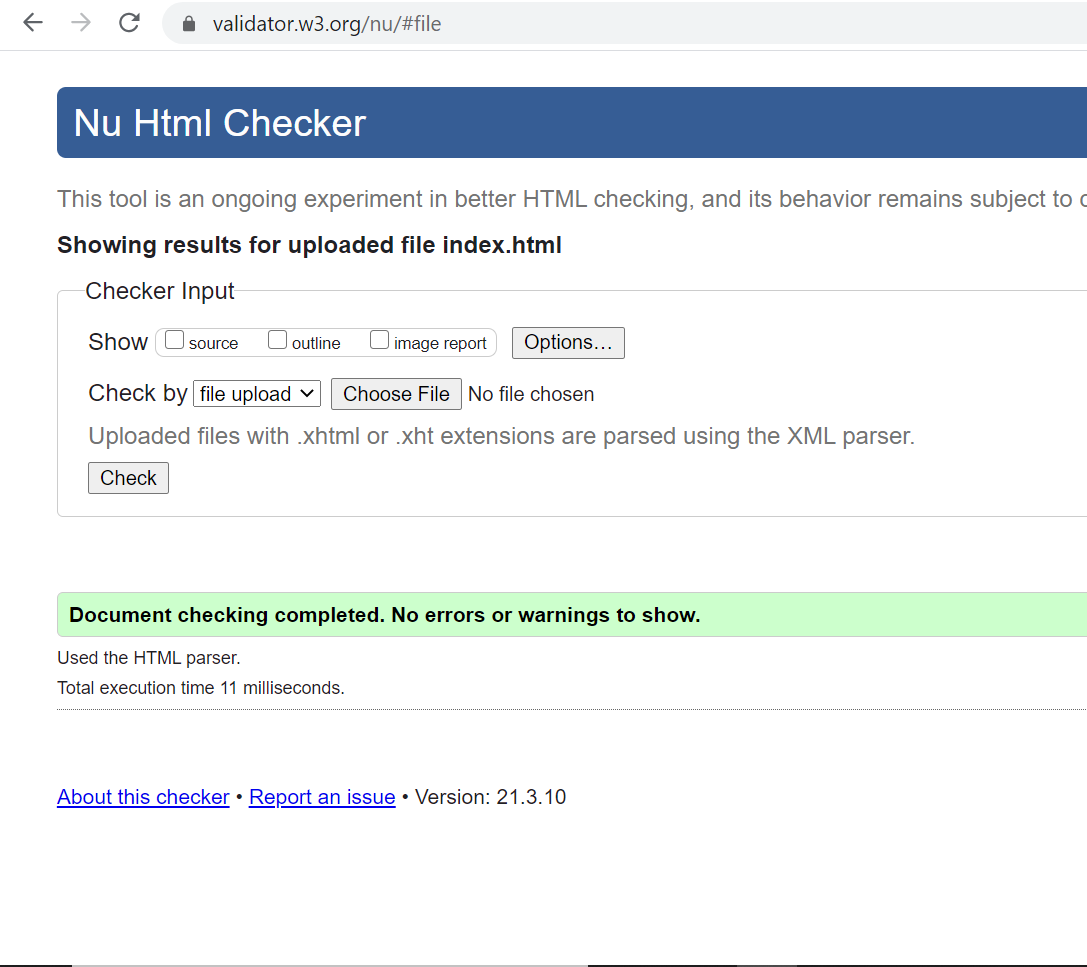 validator.w3.org/nu/#file
Nu Html Checker
This tool is an ongoing experiment in better HTML checking, and its behavior remains subject to
Showing results for uploaded file index.html
Checker Input
Show source outline image report Options…
Check by file upload Choose File No file chosen
Uploaded files with .xhtml or .xht extensions are parsed using the XML parser.
Check
Document checking completed. No errors or warnings to show.
Used the HTML parser.
Total execution time 11 milliseconds.
About this checker • Report an issue • Version: 21.3.10